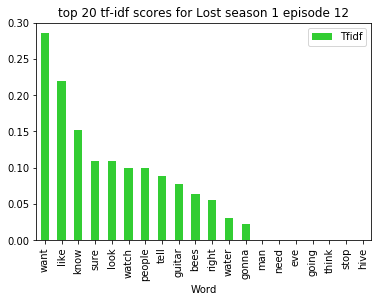 top 20 tf-idf scores for Lost season 1 episode 12
Tfidf
0.30
0.25
0.20
0.15
0.10
0.05
0.00
want like know sure look watch people tell guitar bees right water gonna man need eve going think stop hive
Word